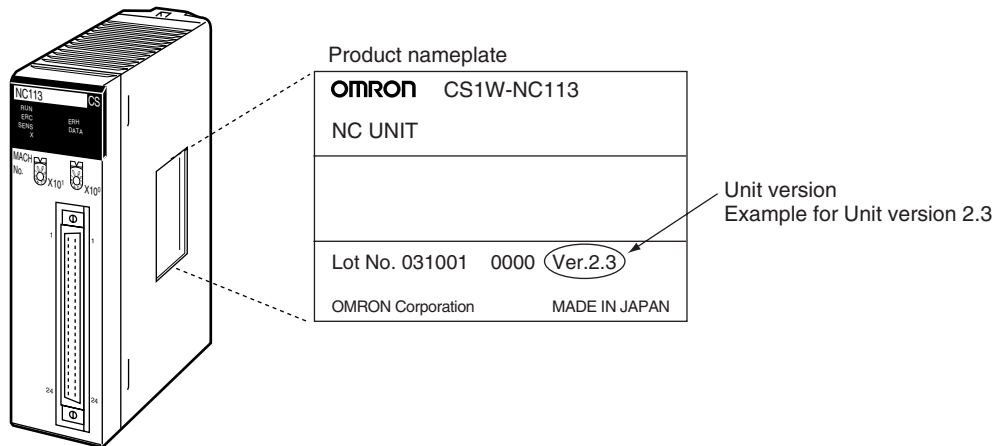 NC113 CS
RUN
ERC ERH
SENS DATA
X
MACH
No. X10¹ X10⁰
1 1
24 24
Product nameplate
OMRON CS1W-NC113
NC UNIT
Lot No. 031001 0000 Ver.2.3
OMRON Corporation MADE IN JAPAN
Unit version
Example for Unit version 2.3